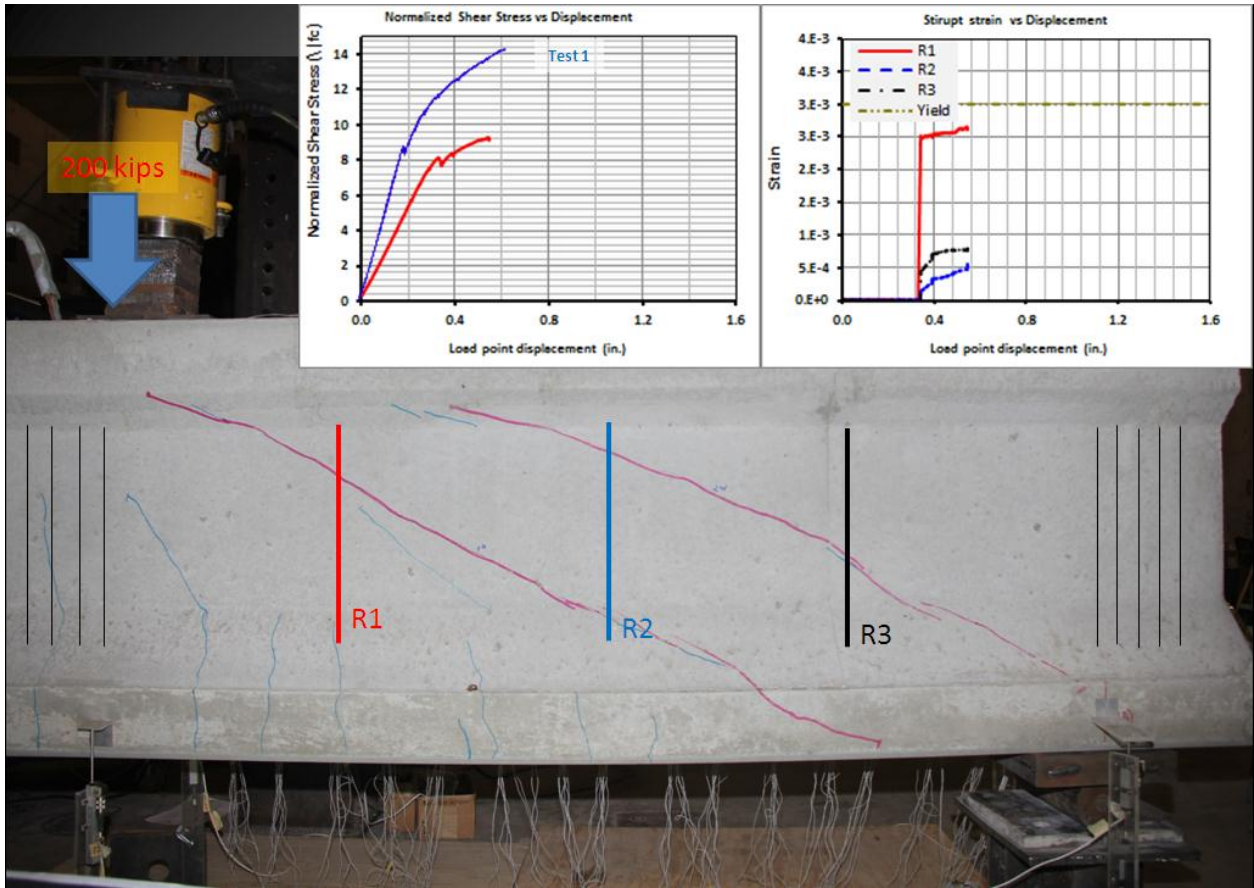 Normalized Shear Stress vs Displacement
Normalized Shear Stress (\|fc)
14
12
10
8
6
4
2
0
0.0 0.4 0.8 1.2 1.6
Load point displacement (in.)
Test 1
Stirupt strain vs Displacement
Strain
4.E-3
4.E-3
3.E-3
3.E-3
2.E-3
2.E-3
1.E-3
5.E-4
0.E+0
0.0 0.4 0.8 1.2 1.6
Load point displacement (in.)
R1
R2
R3
Yield
200 kips
R1
R2
R3